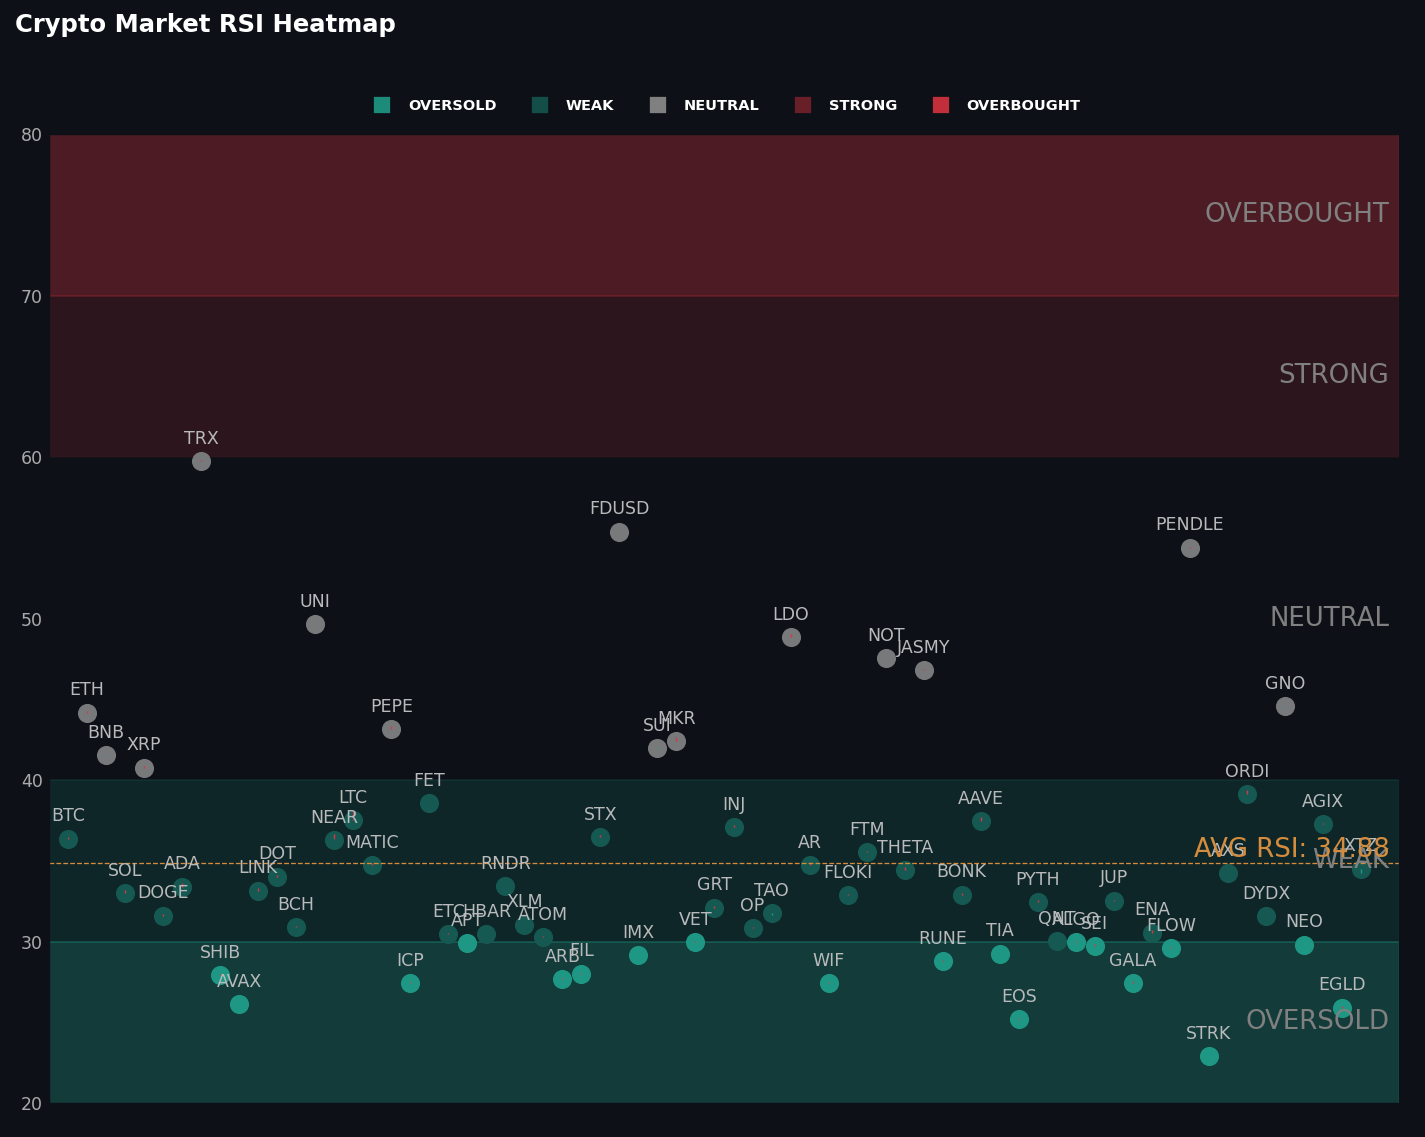 Crypto Market RSI Heatmap
OVERSOLD WEAK NEUTRAL STRONG OVERBOUGHT
80
OVERBOUGHT
70
STRONG
60
TRX
FDUSD
PENDLE
50
NEUTRAL
UNI
LDO
NOT
JASMY
ETH
GNO
PEPE
BNB
SUI
MKR
XRP
40
FET
ORDI
LTC
AAVE
AGIX
INJ
BTC
NEAR
STX
MATIC
AR
FTM
THETA
AVG RSI: 34.88
WEAK
AXS
XTZ
DOT
SOL
ADA
LINK
RNDR
BONK
FLOKI
PYTH
JUP
DOGE
GRT
TAO
DYDX
BCH
XLM
OP
ENA
ETC
HBAR
APT
ATOM
VET
QNT
ALGO
SEI
FLOW
NEO
30
IMX
TIA
RUNE
SHIB
ARB
FIL
ICP
WIF
GALA
AVAX
EGLD
EOS
OVERSOLD
STRK
20